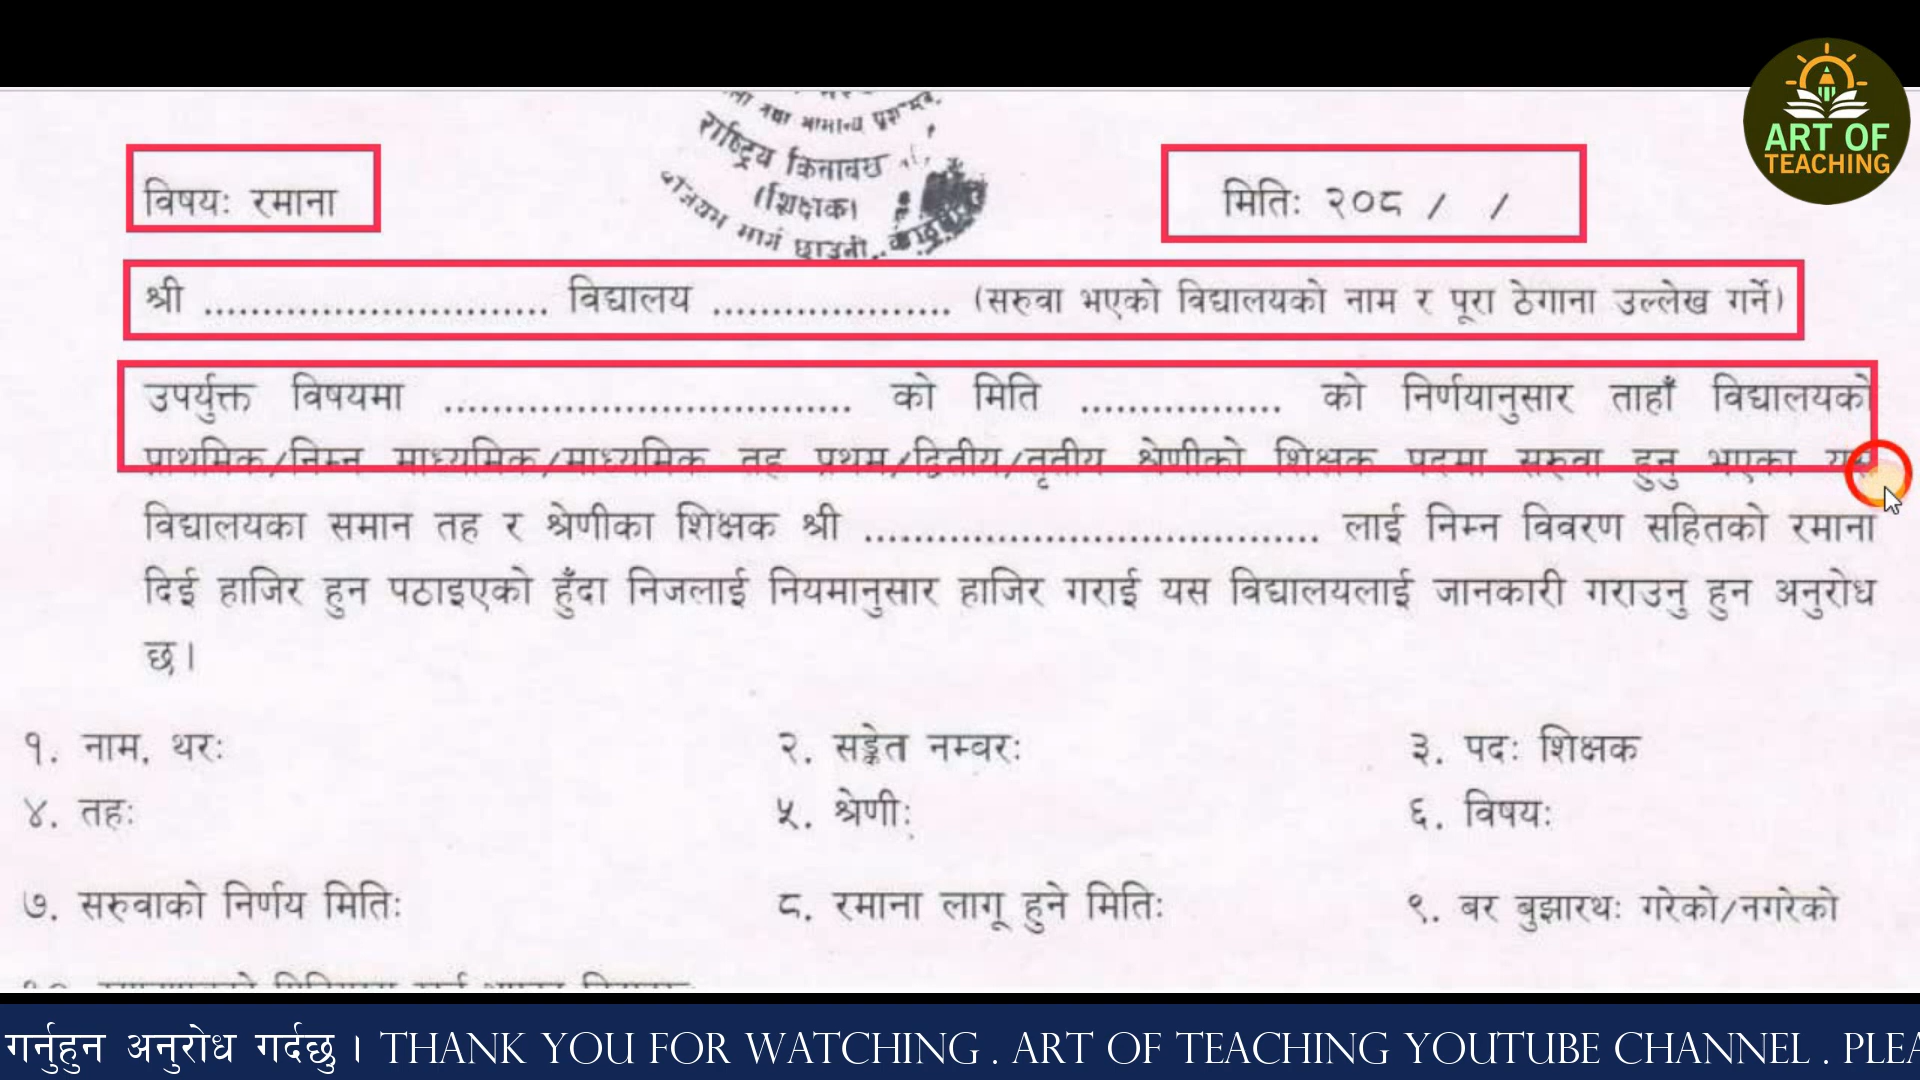 राष्ट्रिय कितावखाना
(शिक्षक)
ART OF
TEACHING
विषयः रमाना
मितिः २०८ / /
श्री ............................. विद्यालय .................... (सरुवा भएको विद्यालयको नाम र पूरा ठेगाना उल्लेख गर्ने)
उपर्युक्त विषयमा .................................. को मिति ................. को निर्णयानुसार ताहाँ विद्यालयको
प्राथमिक/निम्न माध्यमिक/माध्यमिक तह प्रथम/द्वितीय/तृतीय श्रेणीको शिक्षक पदमा सरुवा हुनु भएका यस
विद्यालयका समान तह र श्रेणीका शिक्षक श्री ...................................... लाई निम्न विवरण सहितको रमाना
दिई हाजिर हुन पठाइएको हुँदा निजलाई नियमानुसार हाजिर गराई यस विद्यालयलाई जानकारी गराउनु हुन अनुरोध
छ।
१. नाम, थरः २. सङ्केत नम्वरः ३. पदः शिक्षक
४. तहः ५. श्रेणीः ६. विषयः
७. सरुवाको निर्णय मितिः ८. रमाना लागू हुने मितिः ९. बर बुझारथः गरेको/नगरेको
गर्नुहुन अनुरोध गर्दछु । THANK YOU FOR WATCHING . ART OF TEACHING YOUTUBE CHANNEL . PLEA